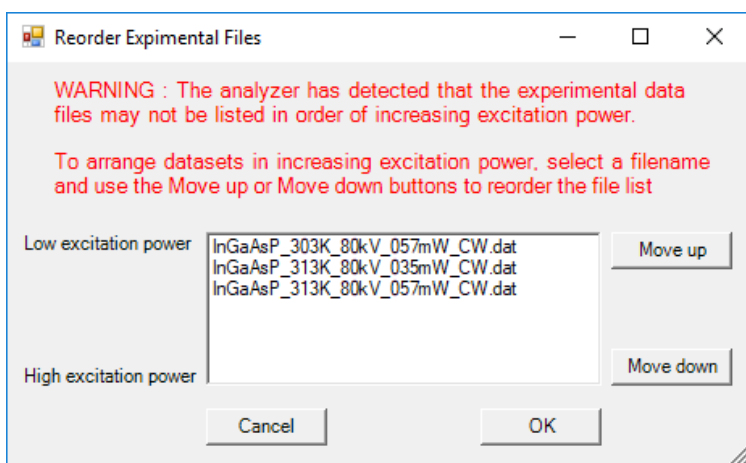 Reorder Expimental Files
WARNING : The analyzer has detected that the experimental data
files may not be listed in order of increasing excitation power.
To arrange datasets in increasing excitation power, select a filename
and use the Move up or Move down buttons to reorder the file list
Low excitation power
InGaAsP_303K_80kV_057mW_CW.dat
InGaAsP_313K_80kV_035mW_CW.dat
InGaAsP_313K_80kV_057mW_CW.dat
Move up
High excitation power
Move down
Cancel
OK